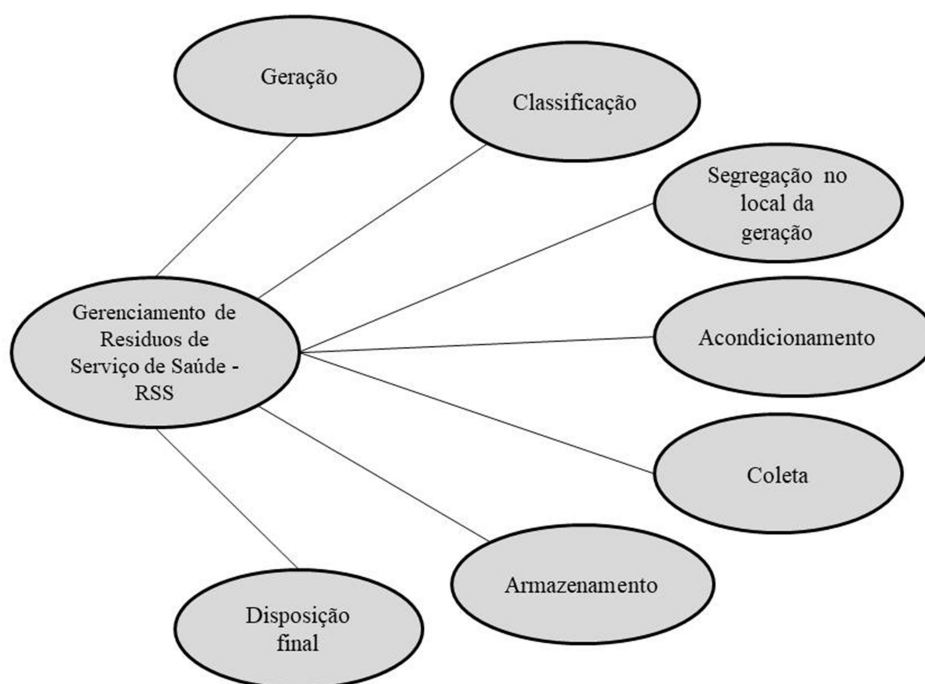 Geração
Classificação
Segregação no
local da
geração
Gerenciamento de
Residuos de
Serviço de Saúde -
RSS
Acondicionamento
Coleta
Armazenamento
Disposição
final